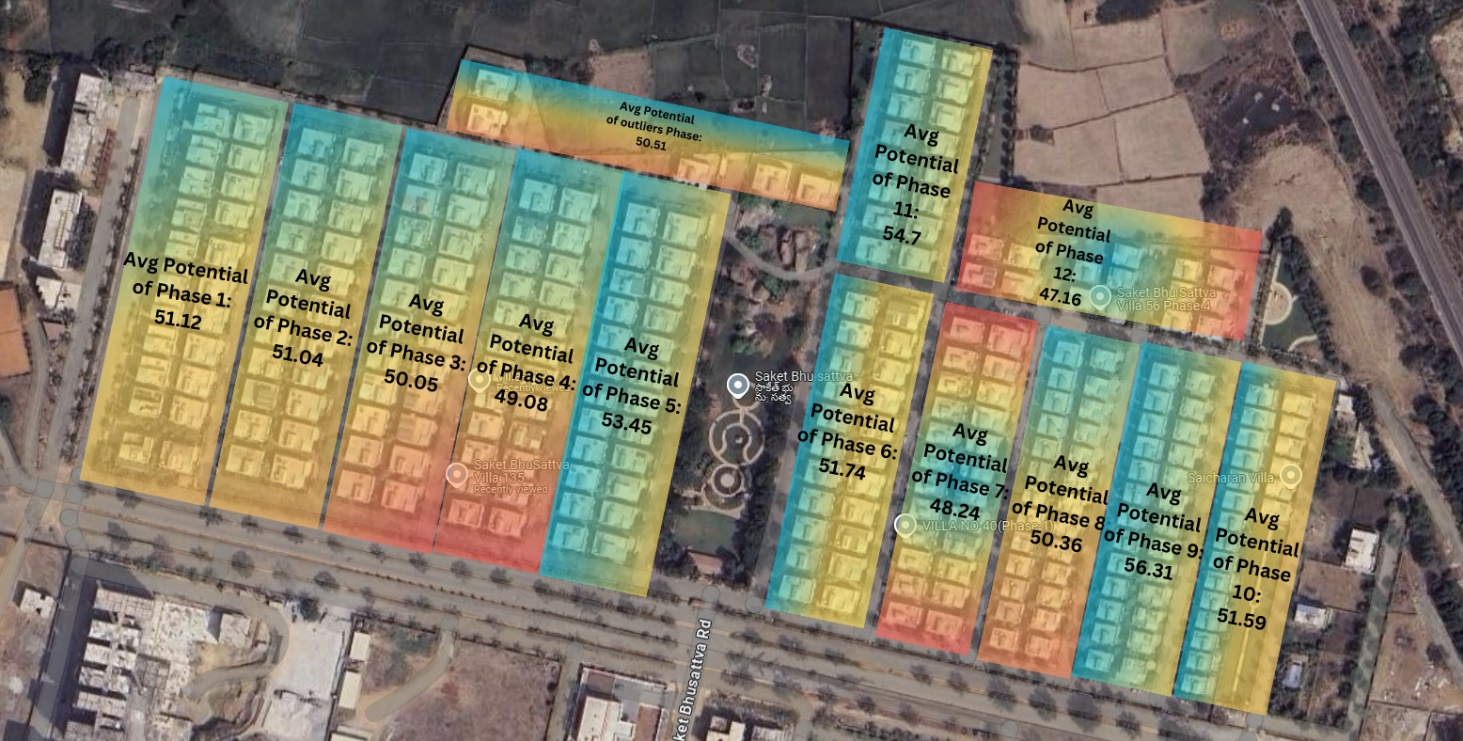 Avg Potential
of Phase 1:
51.12
Avg
Potential
of Phase 2:
51.04
Avg
Potential
of Phase 3:
50.05
Avg
Potential
of Phase 4:
49.08
Avg
Potential
of Phase 5:
53.45
Avg Potential
of outliers Phase:
50.51
Avg
Potential
of Phase
11:
54.7
Avg
Potential
of Phase
12:
47.16
Avg
Potential
of Phase 6:
51.74
Avg
Potential
of Phase 7:
48.24
Avg
Potential
of Phase 8
50.36
Avg
Potential
of Phase 9:
56.31
Avg
Potential
of Phase
10:
51.59
Recently viewed
Saket BhuSattva
Villa 135
Recently viewed
Saket Bhu sattva
Saket Bhu Sattva
Villa 56 Phase 4
VILLA NO-40(Phase-1)
Saicharan Villa
ket Bhusattva Rd